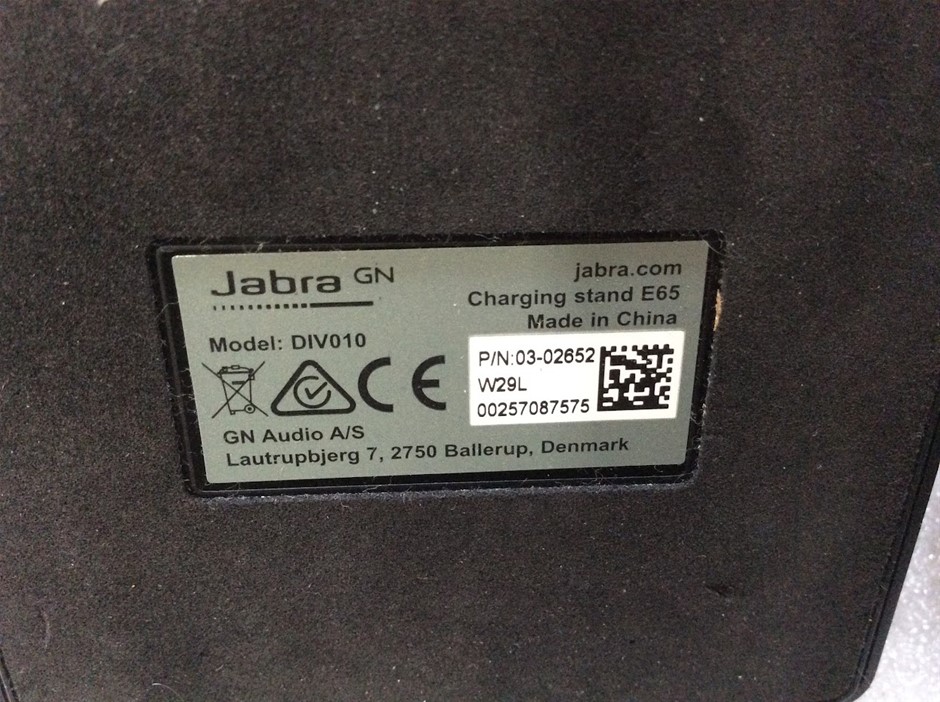 Jabra GN
jabra.com
Charging stand E65
Made in China
Model: DIV010
P/N:03-02652
W29L
00257087575
CE
GN Audio A/S
Lautrupbjerg 7, 2750 Ballerup, Denmark